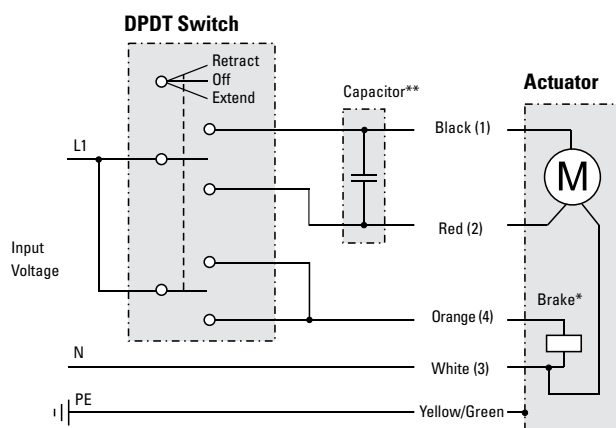 DPDT Switch
Retract
Off
Extend
Capacitor**
Actuator
L1
Black (1)
M
Red (2)
Input
Voltage
Brake*
Orange (4)
N
White (3)
PE
Yellow/Green